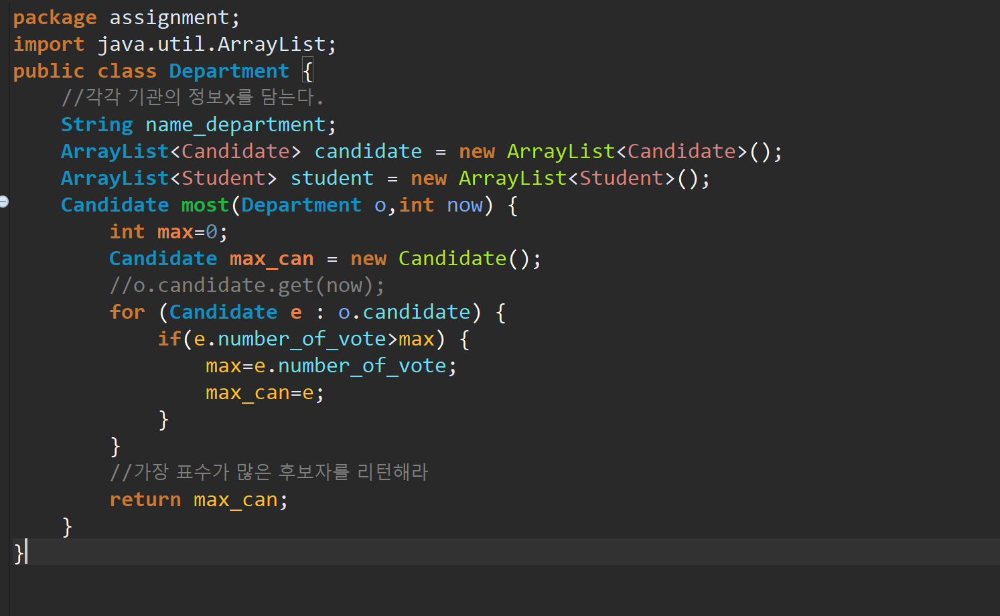 package assignment;
import java.util.ArrayList;
public class Department {
    //각각 기관의 정보x를 담는다.
    String name_department;
    ArrayList<Candidate> candidate = new ArrayList<Candidate>();
    ArrayList<Student> student = new ArrayList<Student>();
    Candidate most(Department o,int now) {
        int max=0;
        Candidate max_can = new Candidate();
        //o.candidate.get(now);
        for (Candidate e : o.candidate) {
            if(e.number_of_vote>max) {
                max=e.number_of_vote;
                max_can=e;
            }
        }
        //가장 표수가 많은 후보자를 리턴해라
        return max_can;
    }
}